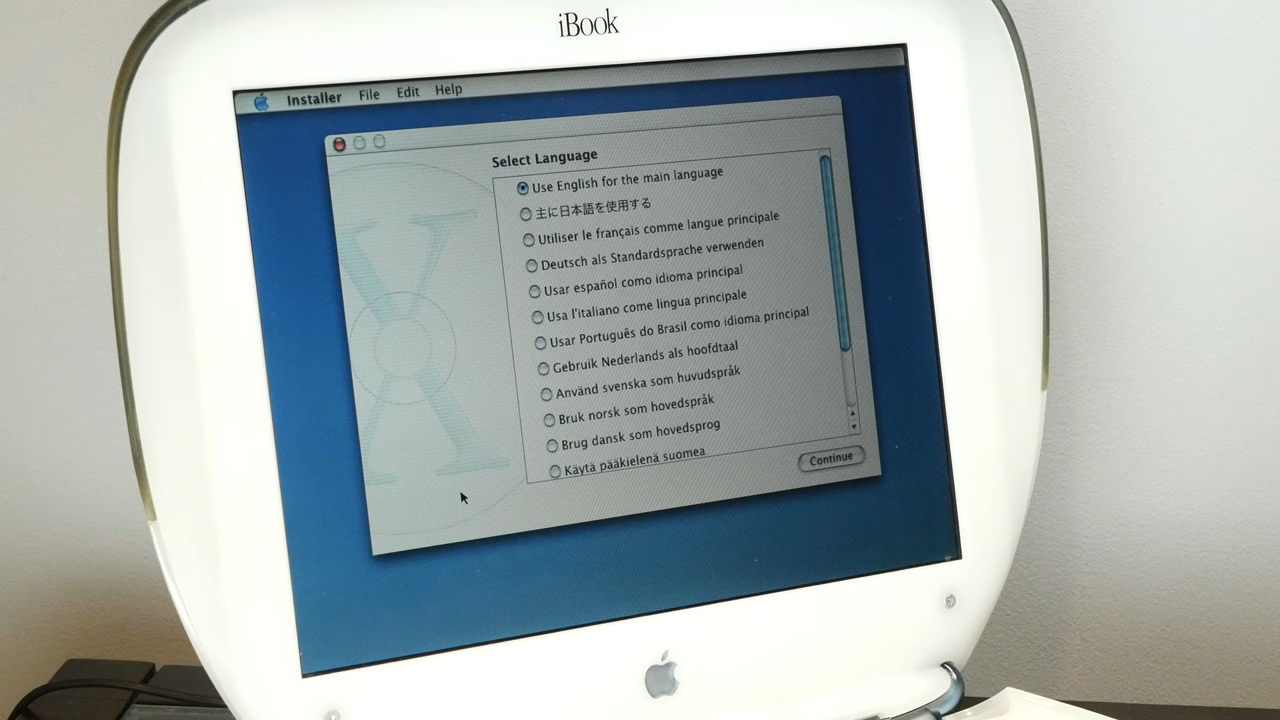 iBook
Installer File Edit Help
Select Language
Use English for the main language
主に日本語を使用する
Utiliser le français comme langue principale
Deutsch als Standardsprache verwenden
Usar español como idioma principal
Usa l'italiano come lingua principale
Usar Português do Brasil como idioma principal
Gebruik Nederlands als hoofdtaal
Använd svenska som huvudspråk
Bruk norsk som hovedspråk
Brug dansk som hovedsprog
Käytä pääkielenä suomea
Continue